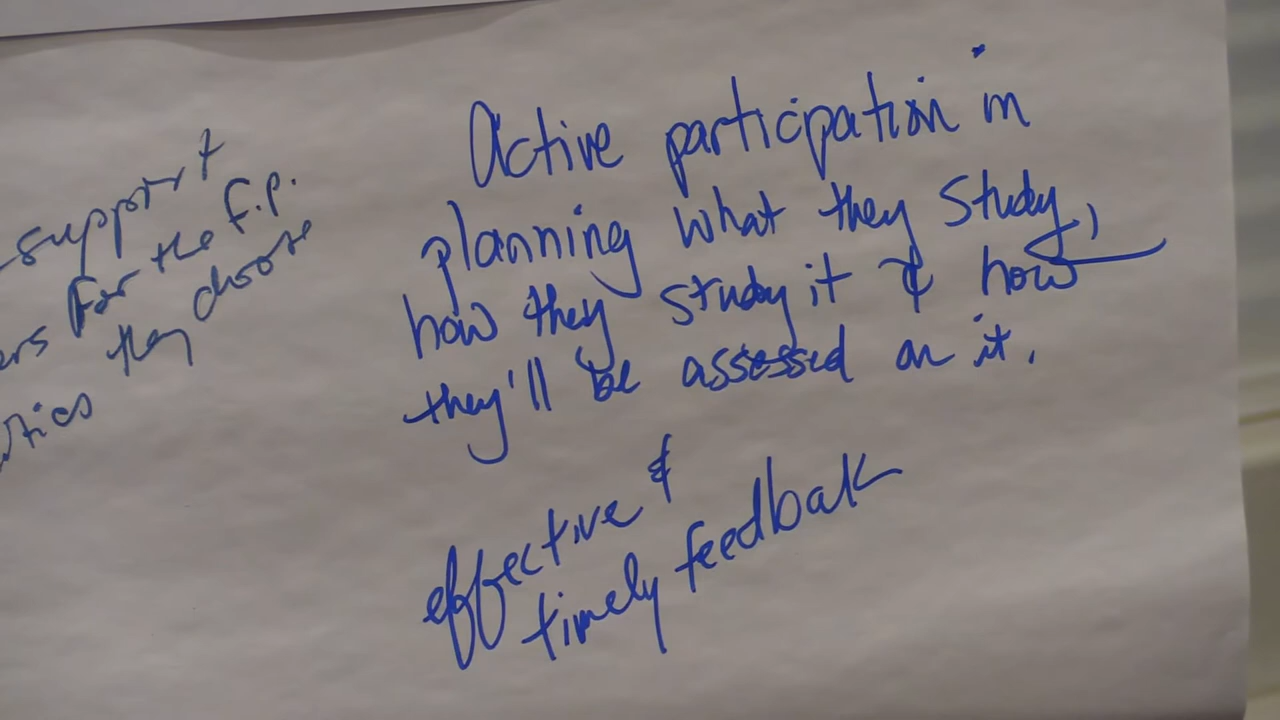 support
for the F.P.
they choose
Active participation in
planning what they study,
how they study it & how
they'll be assessed on it.
effective &
timely feedbak